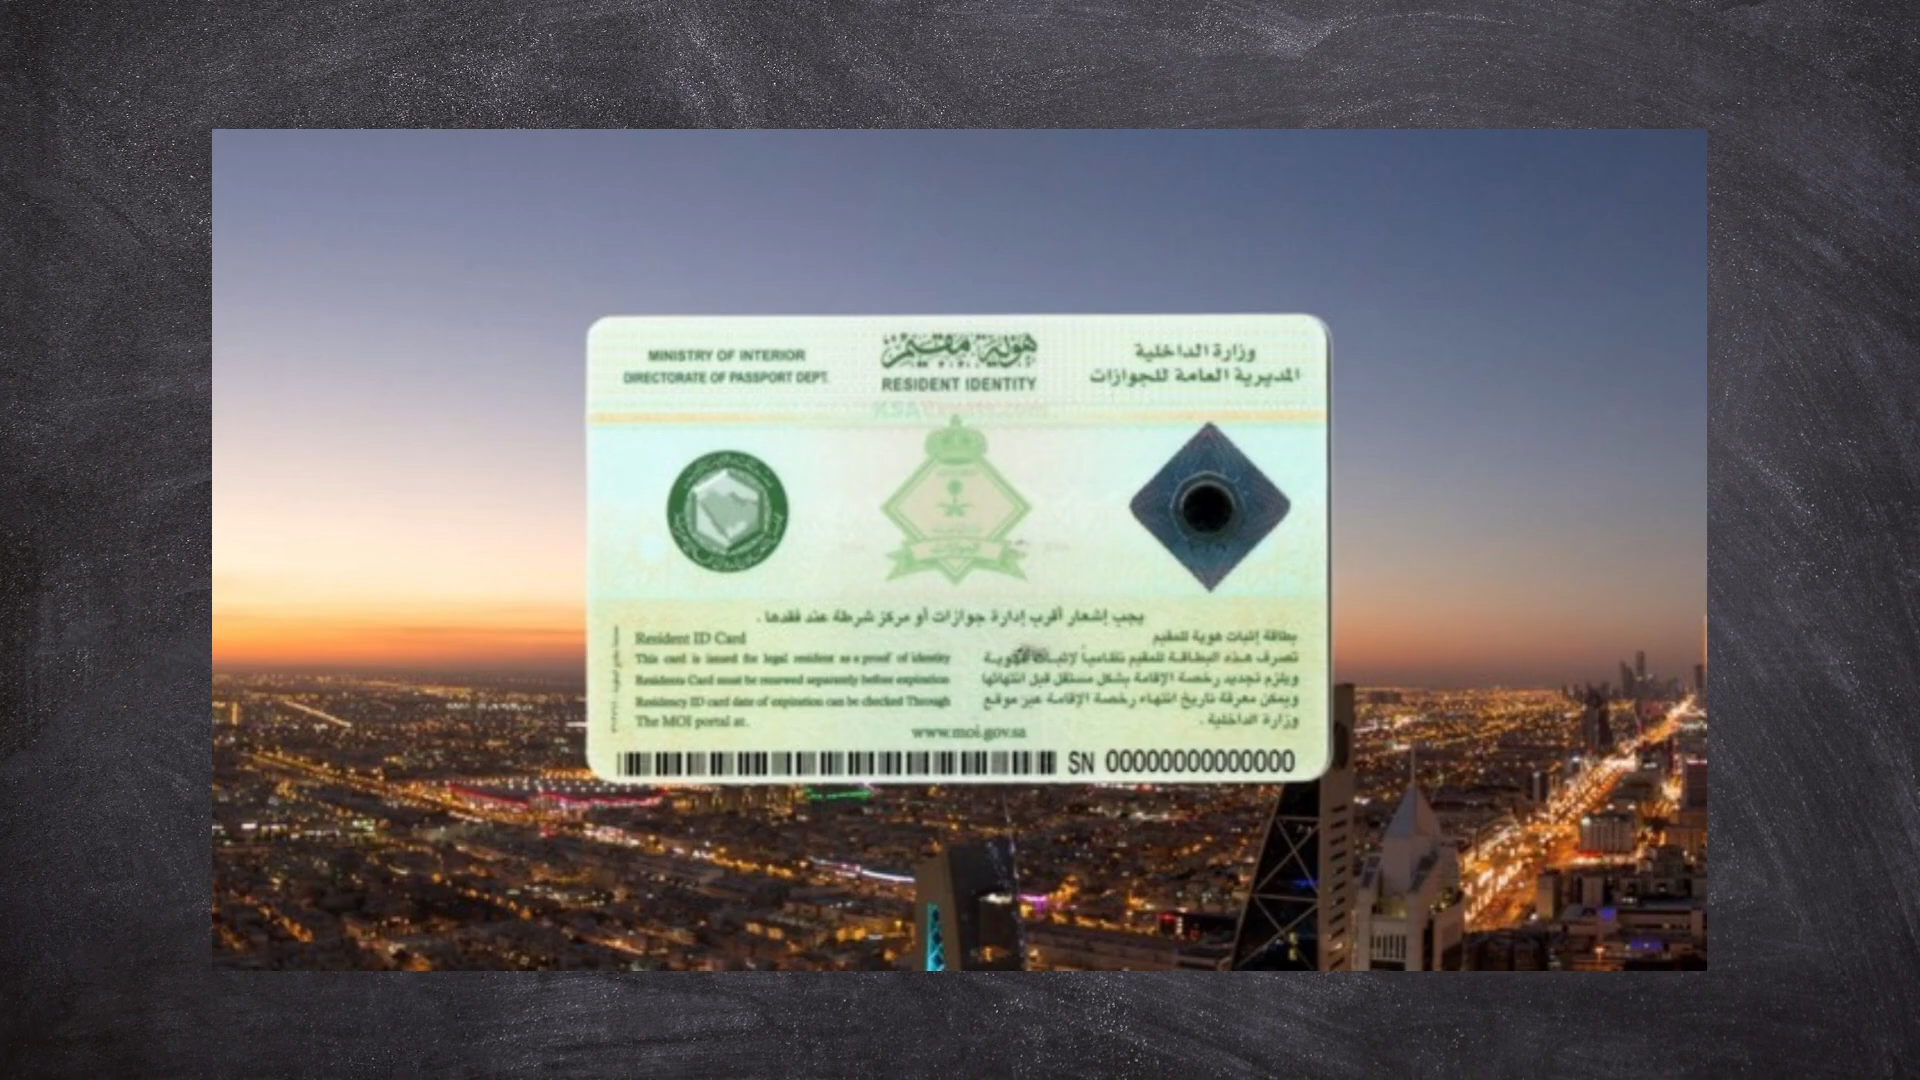 MINISTRY OF INTERIOR
DIRECTORATE OF PASSPORT DEPT.
هوية مقيم
RESIDENT IDENTITY
وزارة الداخلية
المديرية العامة للجوازات
يجب إشعار أقرب إدارة جوازات أو مركز شرطة عند فقدها .
Resident ID Card
This card is issued for legal resident as a proof of identity
Residents Card must be renewed separately before expiration
Residency ID card date of expiration can be checked Through
The MOI portal at.
بطاقة إثبات هوية للمقيم
تصرف هذه البطاقة للمقيم نظامياً لإثبات الهوية
ويلزم تجديد رخصة الإقامة بشكل مستقل قبل انتهائها
ويمكن معرفة تاريخ انتهاء رخصة الإقامة عبر موقع
وزارة الداخلية .
www.moi.gov.sa
SN 00000000000000